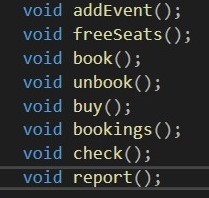 void addEvent();
void freeSeats();
void book();
void unbook();
void buy();
void bookings();
void check();
void report();